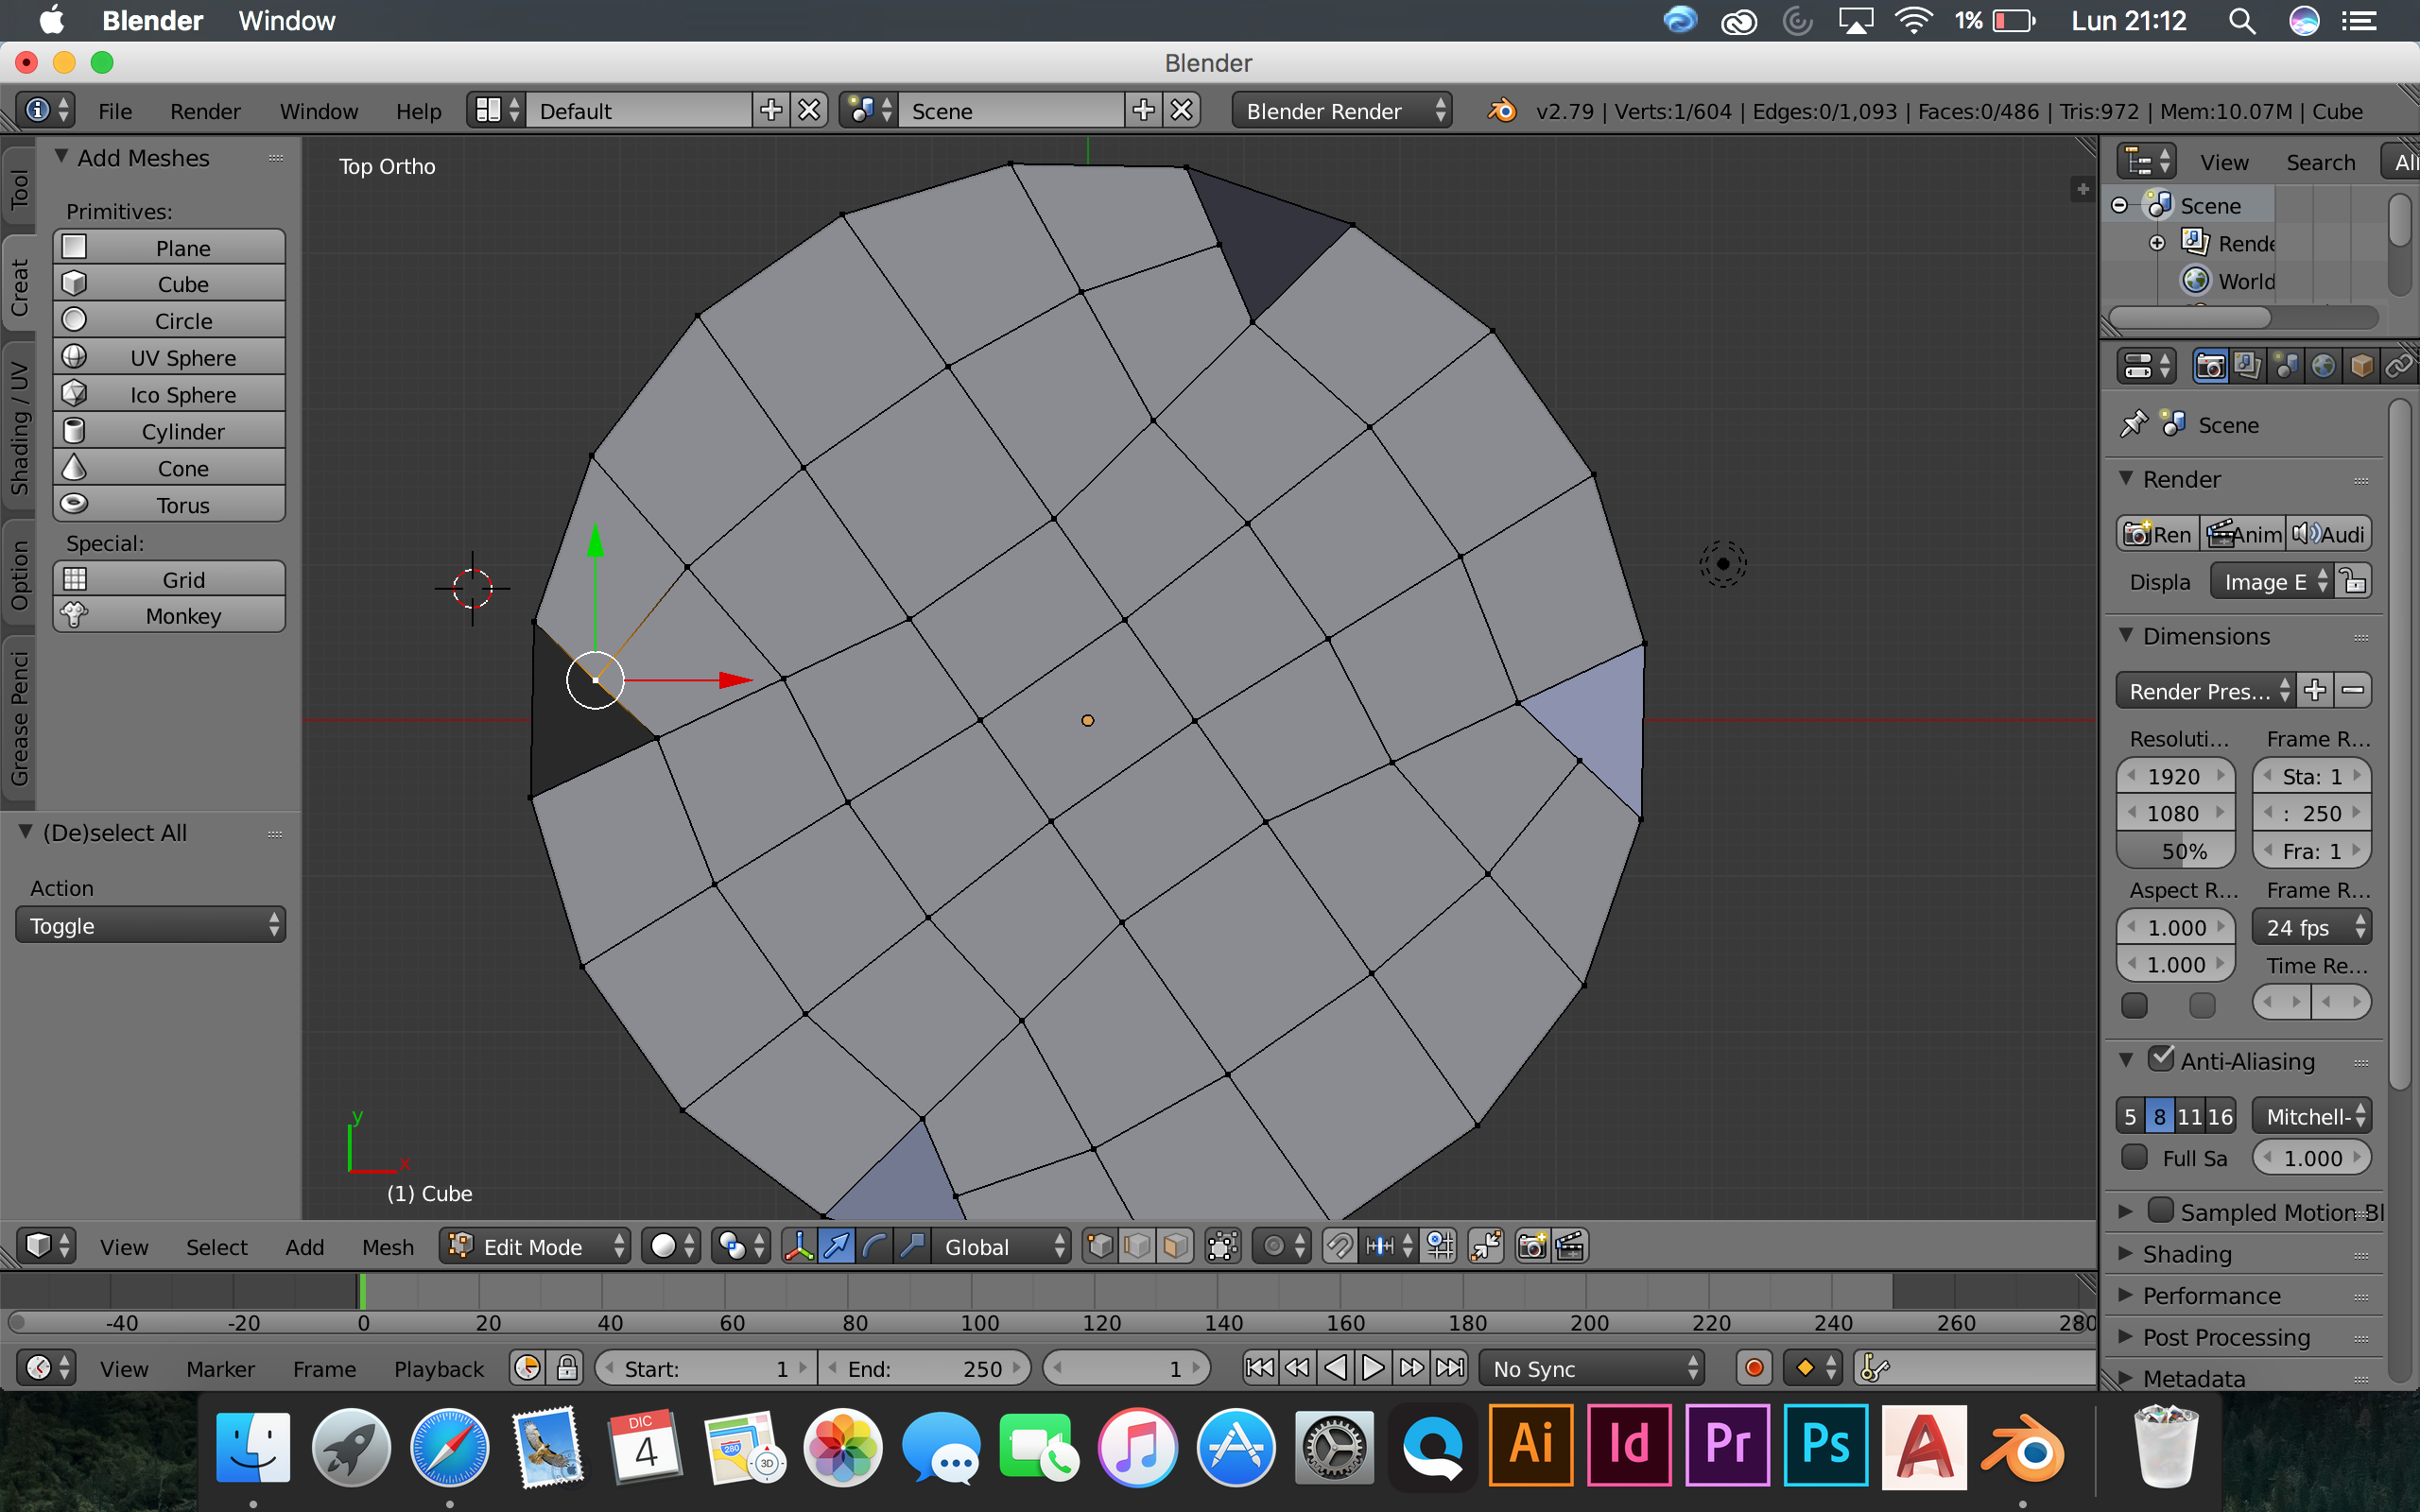 Blender Window 1% Lun 21:12
Blender
File Render Window Help Default Scene Blender Render v2.79 | Verts:1/604 | Edges:0/1,093 | Faces:0/486 | Tris:972 | Mem:10.07M | Cube
Tool
Creat
Shading / UV
Option
Grease Penci
Add Meshes
Primitives:
Plane
Cube
Circle
UV Sphere
Ico Sphere
Cylinder
Cone
Torus
Special:
Grid
Monkey
(De)select All
Action
Toggle
Top Ortho
y
x
(1) Cube
View Search All
Scene
Rende
World
Scene
Render
Ren Anim Audi
Displa Image E
Dimensions
Render Pres...
Resoluti... Frame R...
1920 Sta: 1
1080 : 250
50% Fra: 1
Aspect R... Frame R...
1.000 24 fps
1.000 Time Re...
Anti-Aliasing
5 8 11 16 Mitchell-
Full Sa 1.000
Sampled Motion Bl
Shading
Performance
Post Processing
Metadata
View Select Add Mesh Edit Mode Global
-40 -20 0 20 40 60 80 100 120 140 160 180 200 220 240 260 280
View Marker Frame Playback Start: 1 End: 250 1 No Sync
DIC
4
280
3D
Ai Id Pr Ps